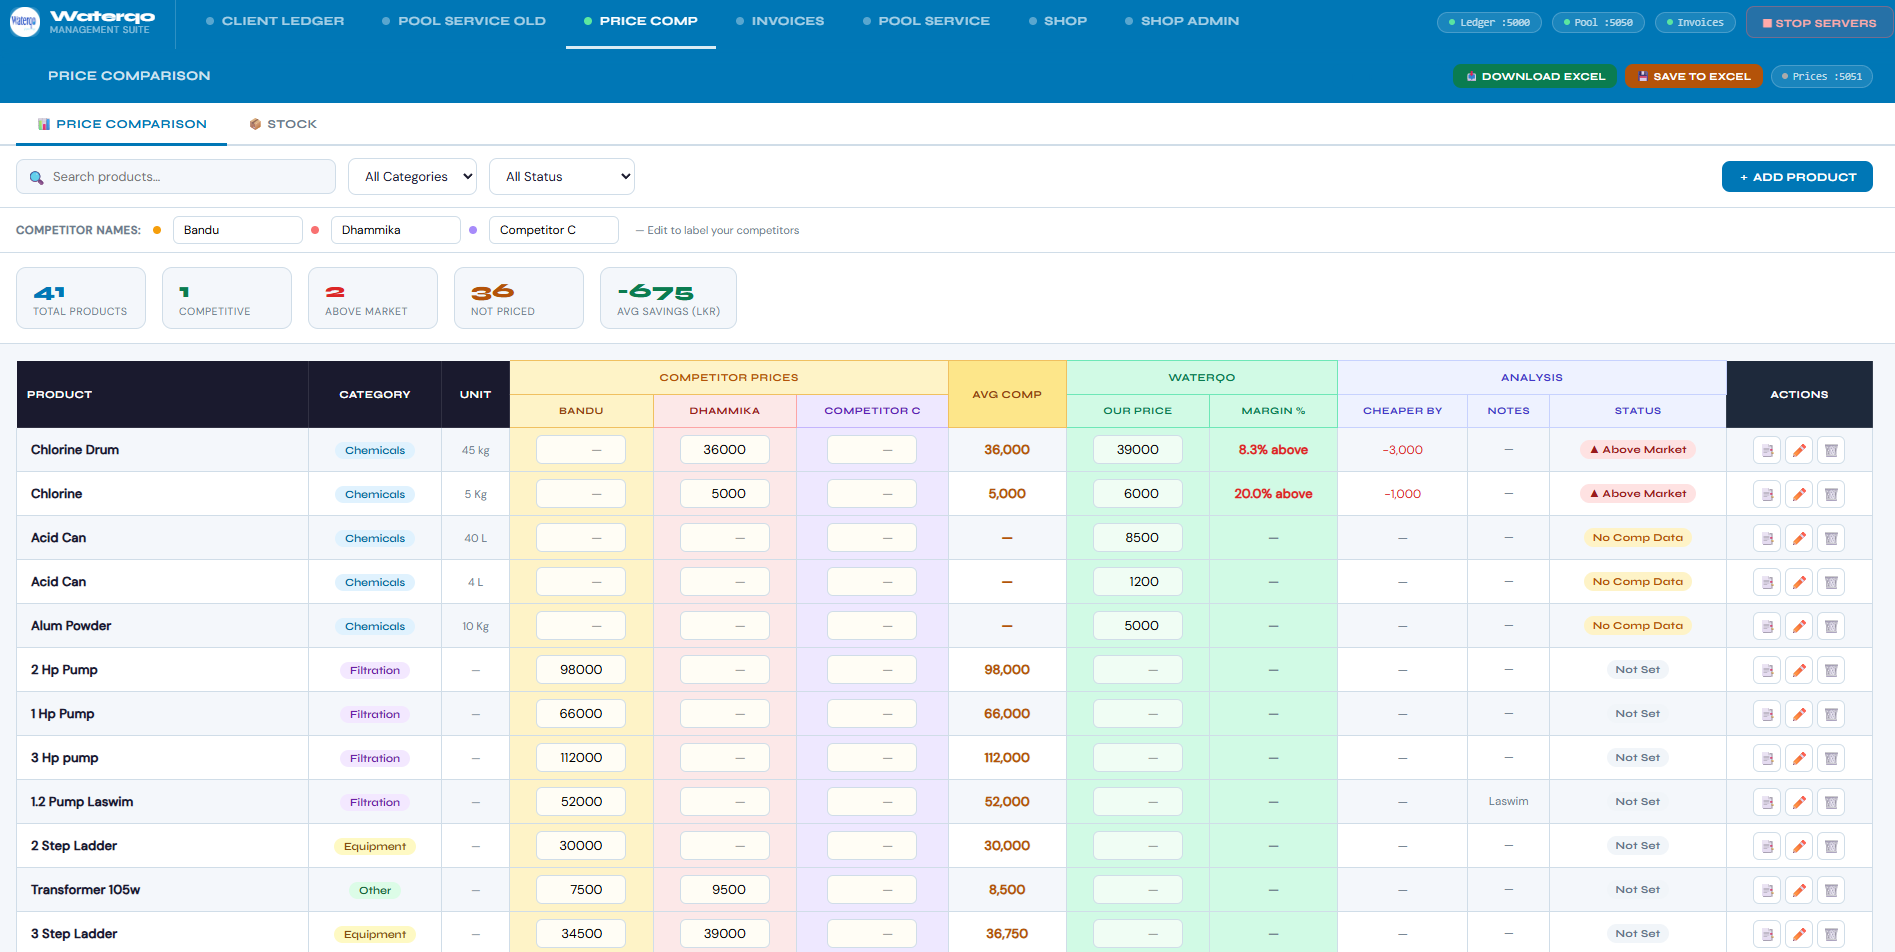 Waterqo
Waterqo
MANAGEMENT SUITE
CLIENT LEDGER
POOL SERVICE OLD
PRICE COMP
INVOICES
POOL SERVICE
SHOP
SHOP ADMIN
Ledger :5000
Pool :5050
Invoices
STOP SERVERS
PRICE COMPARISON
DOWNLOAD EXCEL
SAVE TO EXCEL
Prices :5051
PRICE COMPARISON
STOCK
Search products...
All Categories
All Status
+ ADD PRODUCT
COMPETITOR NAMES:
Bandu
Dhammika
Competitor C
— Edit to label your competitors
41
TOTAL PRODUCTS
1
COMPETITIVE
2
ABOVE MARKET
36
NOT PRICED
-675
AVG SAVINGS (LKR)
PRODUCT CATEGORY UNIT COMPETITOR PRICES AVG COMP WATERQO ANALYSIS ACTIONS
BANDU DHAMMIKA COMPETITOR C OUR PRICE MARGIN % CHEAPER BY NOTES STATUS
Chlorine Drum Chemicals 45 kg — 36000 — 36,000 39000 8.3% above -3,000 — ▲ Above Market
Chlorine Chemicals 5 Kg — 5000 — 5,000 6000 20.0% above -1,000 — ▲ Above Market
Acid Can Chemicals 40 L — — — — 8500 — — — No Comp Data
Acid Can Chemicals 4 L — — — — 1200 — — — No Comp Data
Alum Powder Chemicals 10 Kg — — — — 5000 — — — No Comp Data
2 Hp Pump Filtration — 98000 — — 98,000 — — — — Not Set
1 Hp Pump Filtration — 66000 — — 66,000 — — — — Not Set
3 Hp pump Filtration — 112000 — — 112,000 — — — — Not Set
1.2 Pump Laswim Filtration — 52000 — — 52,000 — — — Laswim Not Set
2 Step Ladder Equipment — 30000 — — 30,000 — — — — Not Set
Transformer 105w Other — 7500 9500 — 8,500 — — — — Not Set
3 Step Ladder Equipment — 34500 39000 — 36,750 — — — — Not Set